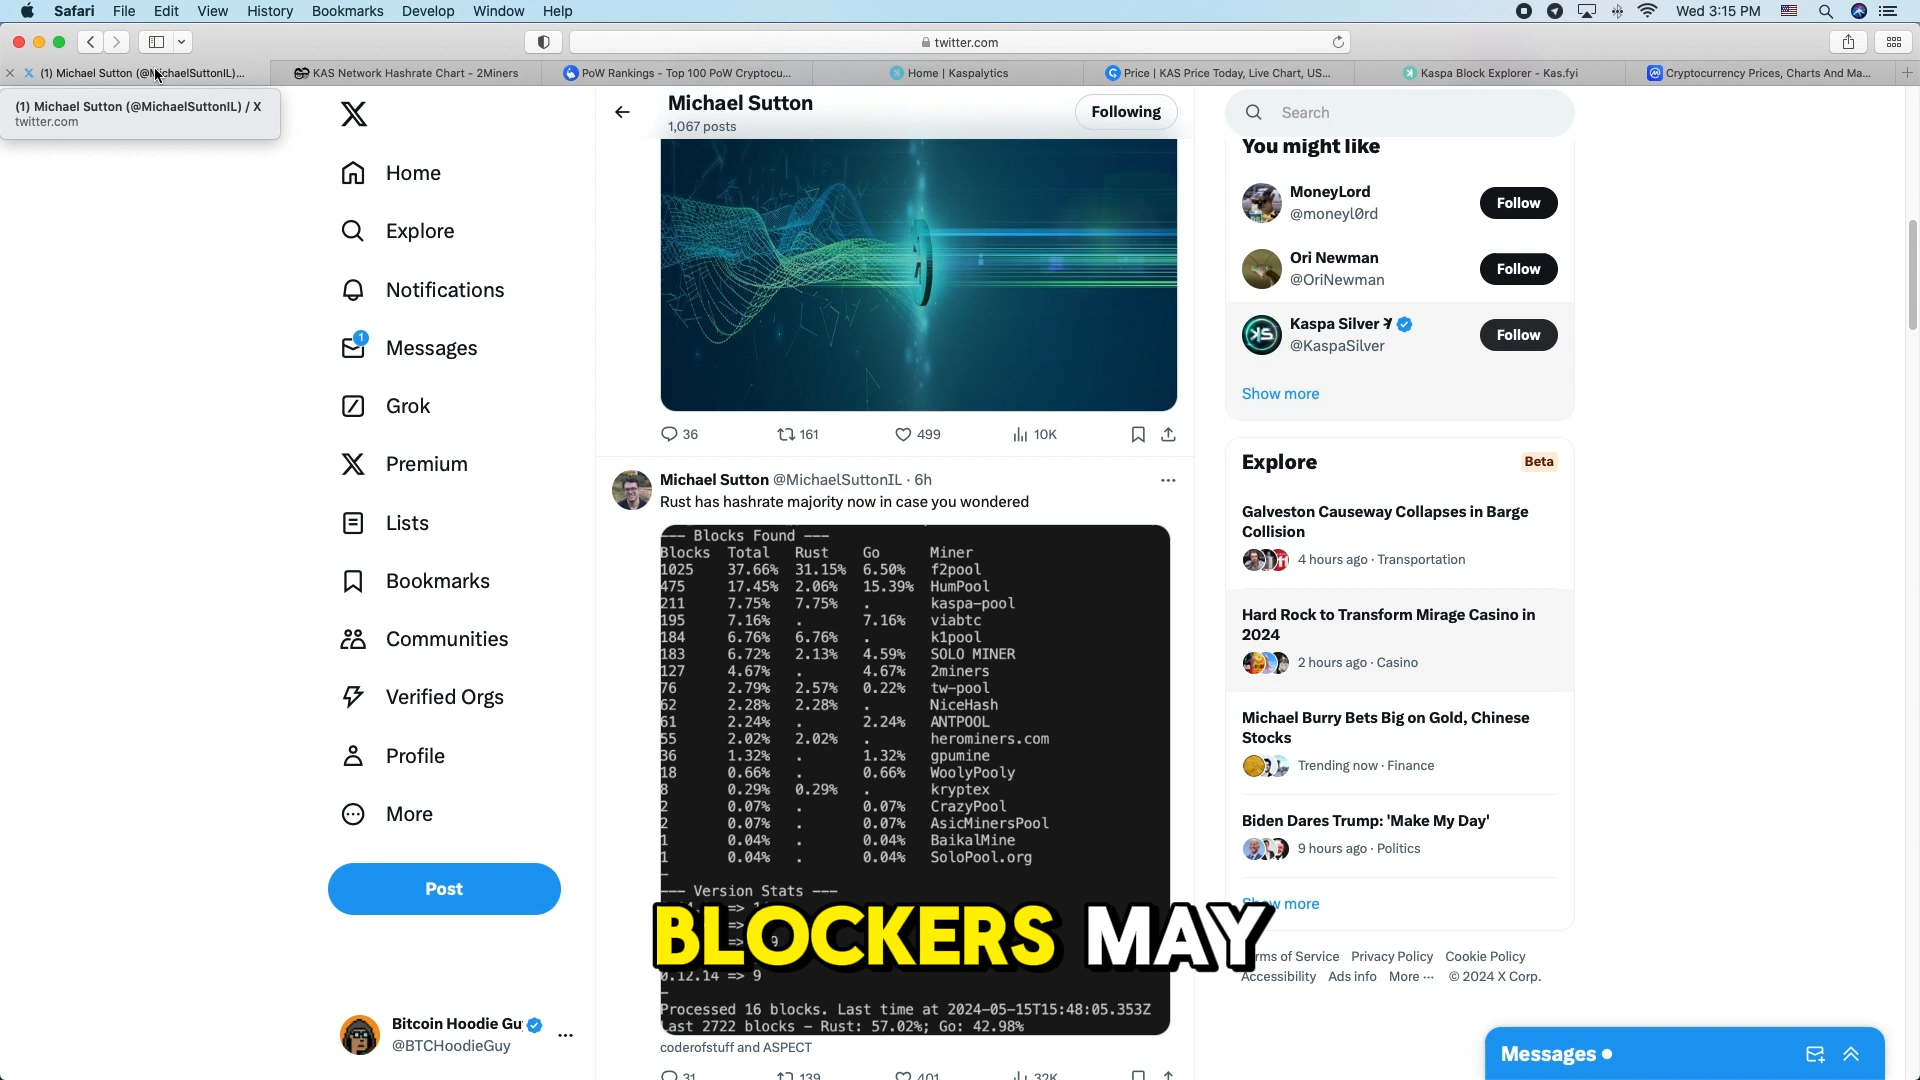 Safari File Edit View History Bookmarks Develop Window Help
Wed 3:15 PM
twitter.com
(1) Michael Sutton (@MichaelSuttonIL)...
KAS Network Hashrate Chart - 2Miners
PoW Rankings - Top 100 PoW Cryptocu...
Home | Kaspalytics
Price | KAS Price Today, Live Chart, US...
Kaspa Block Explorer - Kas.fyi
Cryptocurrency Prices, Charts And Ma...
(1) Michael Sutton (@MichaelSuttonIL) / X
twitter.com
Home
Explore
Notifications
1
Messages
Grok
Premium
Lists
Bookmarks
Communities
Verified Orgs
Profile
More
Post
Bitcoin Hoodie Gu
@BTCHoodieGuy
Michael Sutton
1,067 posts
Following
36 161 499 10K
Michael Sutton @MichaelSuttonIL · 6h
Rust has hashrate majority now in case you wondered
--- Blocks Found ---
Blocks Total Rust Go Miner
1025 37.66% 31.15% 6.50% f2pool
475 17.45% 2.06% 15.39% HumPool
211 7.75% 7.75% . kaspa-pool
195 7.16% . 7.16% viabtc
184 6.76% 6.76% . k1pool
183 6.72% 2.13% 4.59% SOLO MINER
127 4.67% . 4.67% 2miners
76 2.79% 2.57% 0.22% tw-pool
62 2.28% 2.28% . NiceHash
61 2.24% . 2.24% ANTPOOL
55 2.02% 2.02% . herominers.com
36 1.32% . 1.32% gpumine
18 0.66% . 0.66% WoolyPooly
8 0.29% 0.29% . kryptex
2 0.07% . 0.07% CrazyPool
2 0.07% . 0.07% AsicMinersPool
1 0.04% . 0.04% BaikalMine
1 0.04% . 0.04% SoloPool.org
--- Version Stats ---
BLOCKERS MAY
0.12.14 => 9
Processed 16 blocks. Last time at 2024-05-15T15:48:05.353Z
Last 2722 blocks - Rust: 57.02%; Go: 42.98%
coderofstuff and ASPECT
31 139 401 32K
Search
You might like
MoneyLord
@moneyl0rd
Follow
Ori Newman
@OriNewman
Follow
Kaspa Silver
@KaspaSilver
Follow
Show more
Explore
Beta
Galveston Causeway Collapses in Barge
Collision
4 hours ago · Transportation
Hard Rock to Transform Mirage Casino in
2024
2 hours ago · Casino
Michael Burry Bets Big on Gold, Chinese
Stocks
Trending now · Finance
Biden Dares Trump: 'Make My Day'
9 hours ago · Politics
Show more
Terms of Service Privacy Policy Cookie Policy
Accessibility Ads info More ··· © 2024 X Corp.
Messages